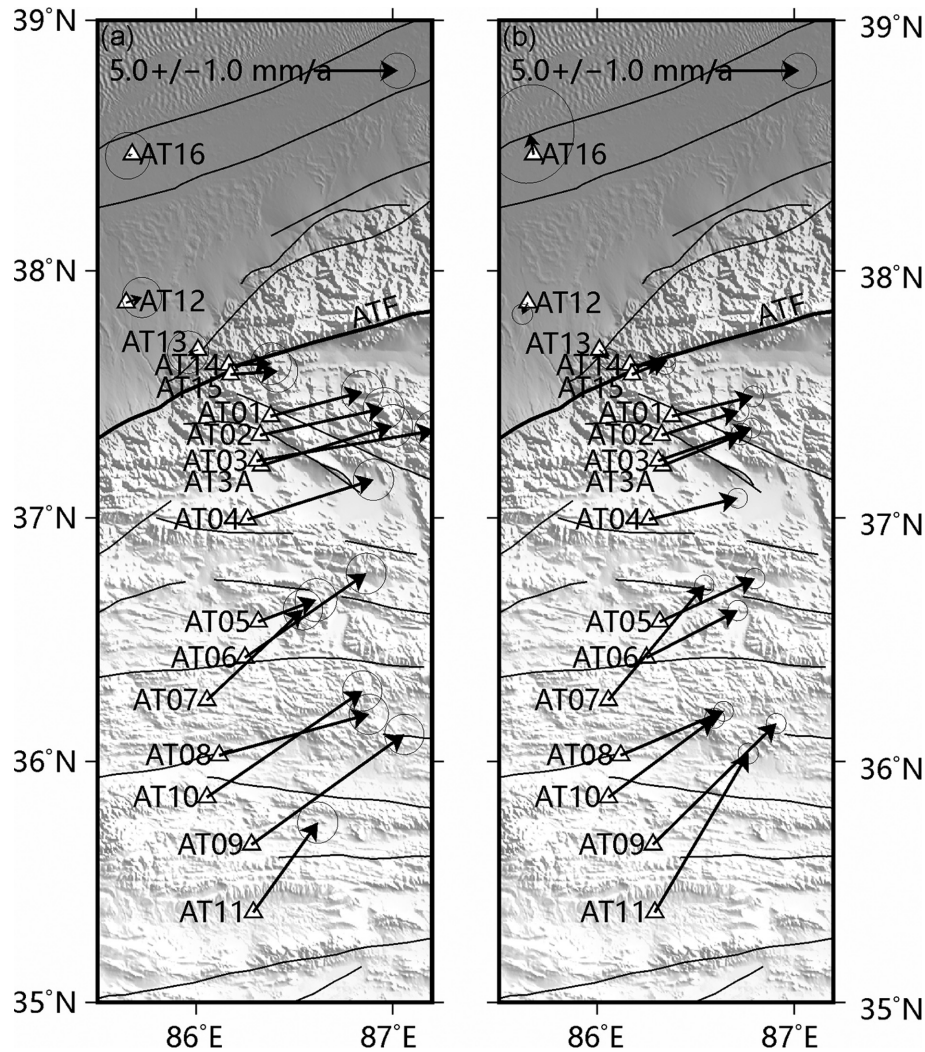 39°N (a) (b) 39°N
5.0+/−1.0 mm/a 5.0+/−1.0 mm/a
AT16 AT16
38°N 38°N
AT12 AT12
ATF ATF
AT13 AT13
AT14 AT14
AT15 AT15
AT01 AT01
AT02 AT02
AT03 AT03
AT3A AT3A
37°N AT04 AT04 37°N
AT05 AT05
AT06 AT06
AT07 AT07
36°N AT08 AT08 36°N
AT10 AT10
AT09 AT09
AT11 AT11
35°N 35°N
86°E 87°E 86°E 87°E